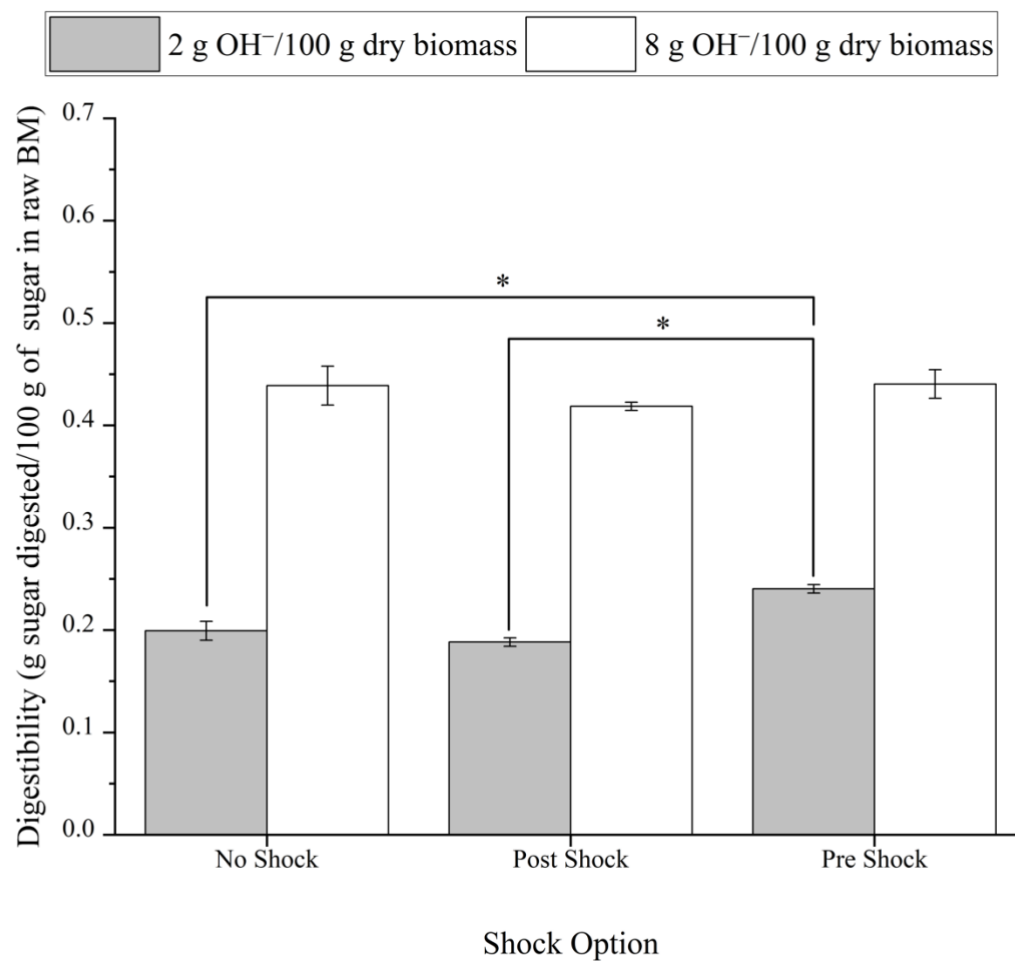 2 g OH⁻/100 g dry biomass 8 g OH⁻/100 g dry biomass
Digestibility (g sugar digested/100 g of sugar in raw BM)
0.7
0.6
0.5
0.4
0.3
0.2
0.1
0.0
*
*
No Shock Post Shock Pre Shock
Shock Option